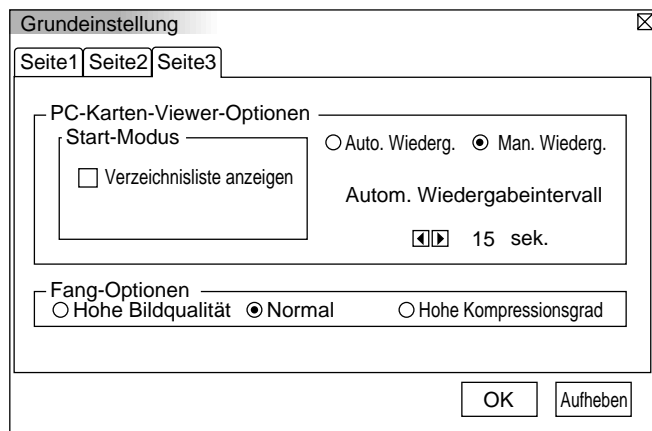 Grundeinstellung
Seite1 Seite2 Seite3
PC-Karten-Viewer-Optionen
Start-Modus
Auto. Wiederg. Man. Wiederg.
Verzeichnisliste anzeigen
Autom. Wiedergabeintervall
15 sek.
Fang-Optionen
Hohe Bildqualität Normal Hohe Kompressionsgrad
OK Aufheben